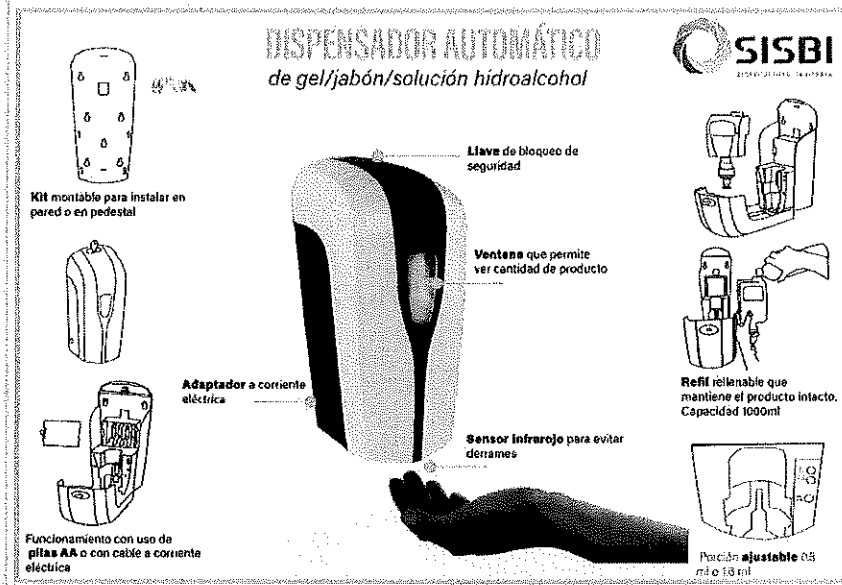 DISPENSADOR AUTOMÁTICO
de gel/jabón/solución hidroalcohol
SISBI
Kit montable para instalar en
pared o en pedestal
Llave de bloqueo de
seguridad
Ventana que permite
ver cantidad de producto
Adaptador a corriente
eléctrica
Sensor infrarojo para evitar
derrames
Funcionamiento con uso de
pilas AA o con cable a corriente
eléctrica
Refil rellenable que
mantiene el producto intacto.
Capacidad 1000ml
Porción ajustable